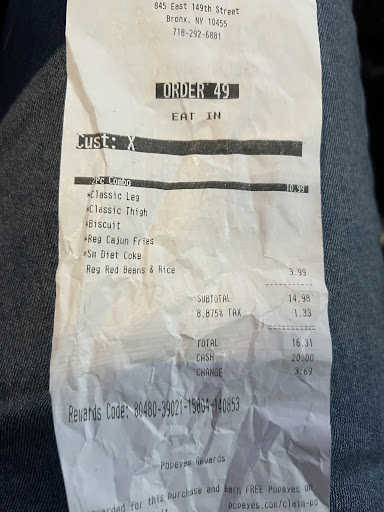 845 East 149th Street
Bronx, NY 10455
718-292-6881
ORDER 49
EAT IN
Cust: X
2Pc Combo 10.99
*Classic Leg
*Classic Thigh
*Biscuit
*Reg Cajun Fries
*Sm Diet Coke
Reg Red Beans & Rice 3.99
SUBTOTAL 14.98
8.875% TAX 1.33
TOTAL 16.31
CASH 20.00
CHANGE 3.69
Rewards Code: 80480-39021-15004-140853
Popeyes Rewards
for this purchase and earn FREE Popeyes on
popeyes.com/claim-po